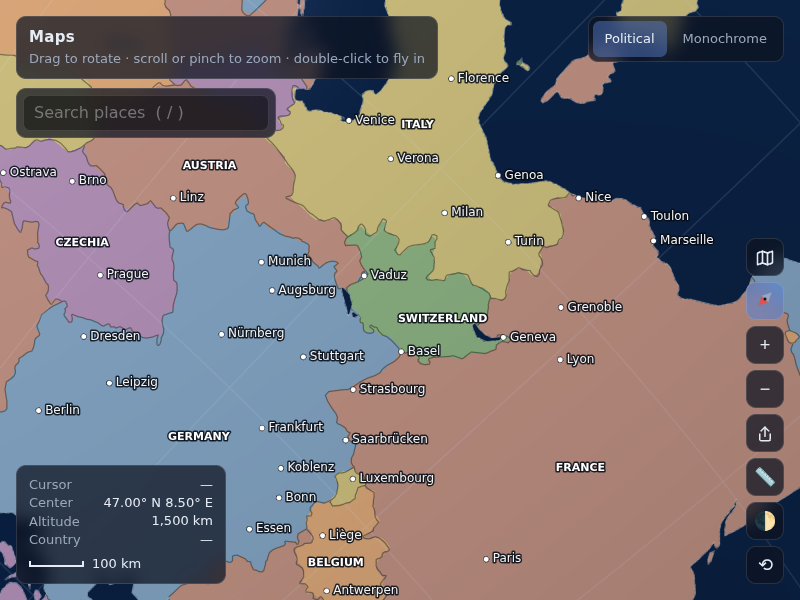 Maps
Drag to rotate · scroll or pinch to zoom · double-click to fly in
Search places ( / )
Political
Monochrome
Florence
Venice
ITALY
Verona
AUSTRIA
Genoa
Ostrava
Brno
Linz
Nice
Milan
Toulon
CZECHIA
Turin
Marseille
Munich
Prague
Vaduz
Augsburg
Grenoble
SWITZERLAND
Nürnberg
Dresden
Geneva
Stuttgart
Basel
Lyon
Leipzig
Strasbourg
Berlin
Frankfurt
GERMANY
Saarbrücken
Koblenz
FRANCE
Luxembourg
Bonn
Essen
Liège
Paris
BELGIUM
Antwerpen
Cursor —
Center 47.00° N 8.50° E
Altitude 1,500 km
Country —
100 km
+
−